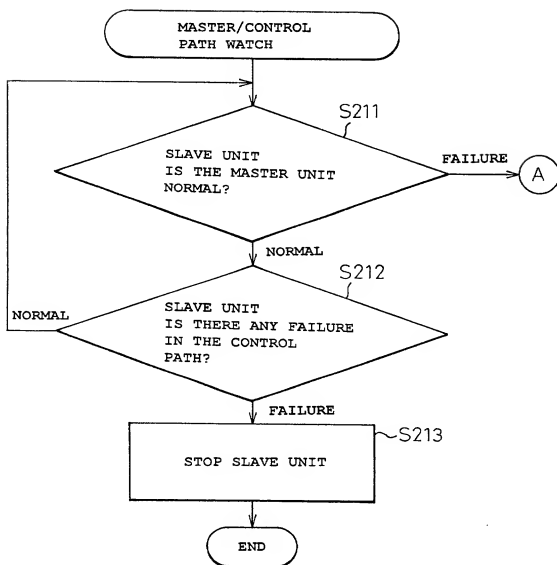 MASTER/CONTROL
PATH WATCH
S211
SLAVE UNIT
IS THE MASTER UNIT
NORMAL?
FAILURE
A
NORMAL
S212
SLAVE UNIT
IS THERE ANY FAILURE
IN THE CONTROL
PATH?
NORMAL
FAILURE
S213
STOP SLAVE UNIT
END